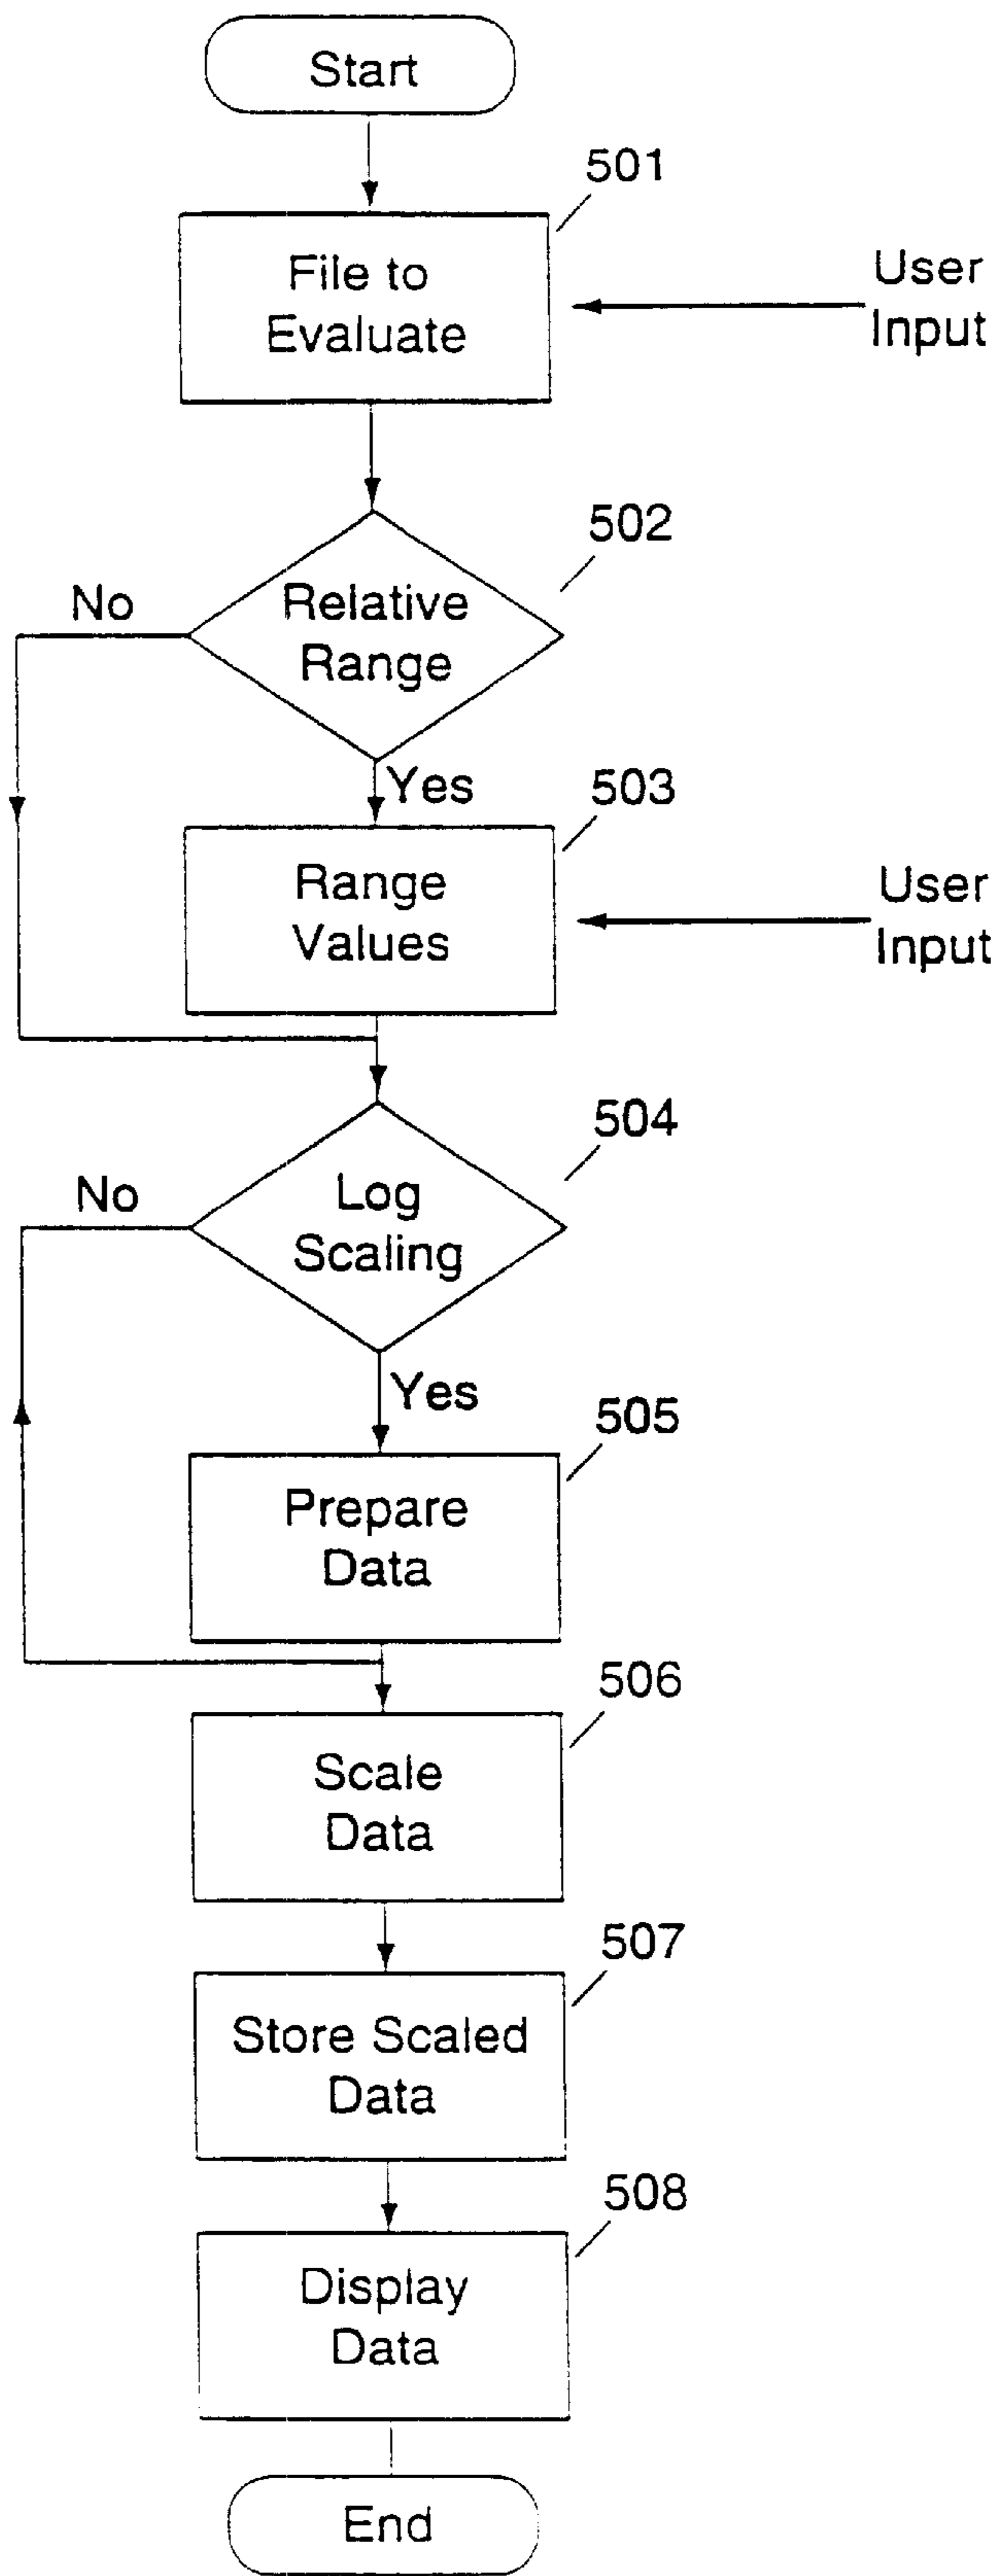 Start
501
File to
Evaluate
User
Input
502
No
Relative
Range
Yes
503
Range
Values
User
Input
504
No
Log
Scaling
Yes
505
Prepare
Data
506
Scale
Data
507
Store Scaled
Data
508
Display
Data
End